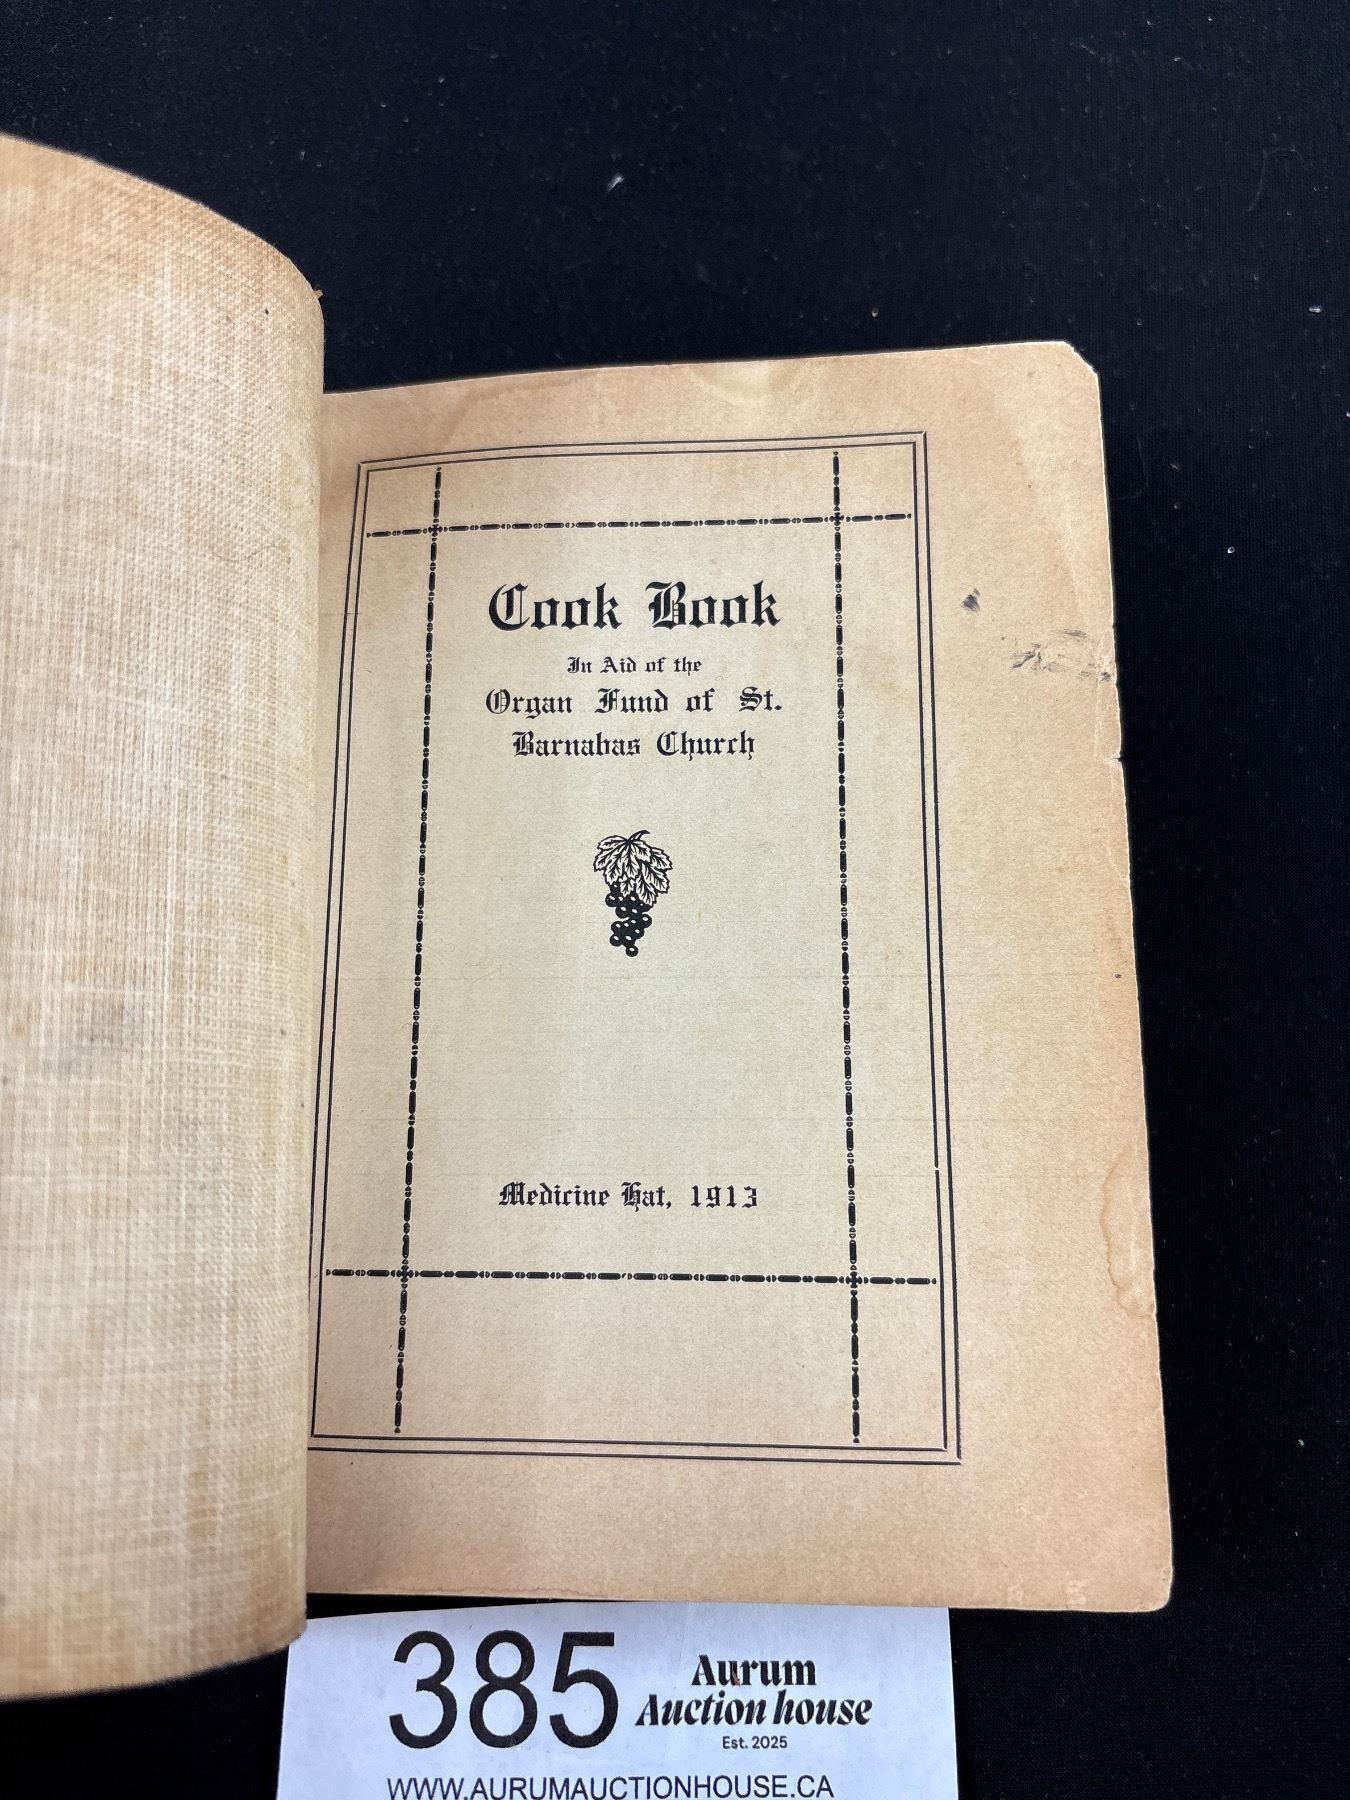 Cook Book
In Aid of the
Organ Fund of St.
Barnabas Church
Medicine Hat, 1913
385
Aurum
Auction house
Est. 2025
WWW.AURUMAUCTIONHOUSE.CA